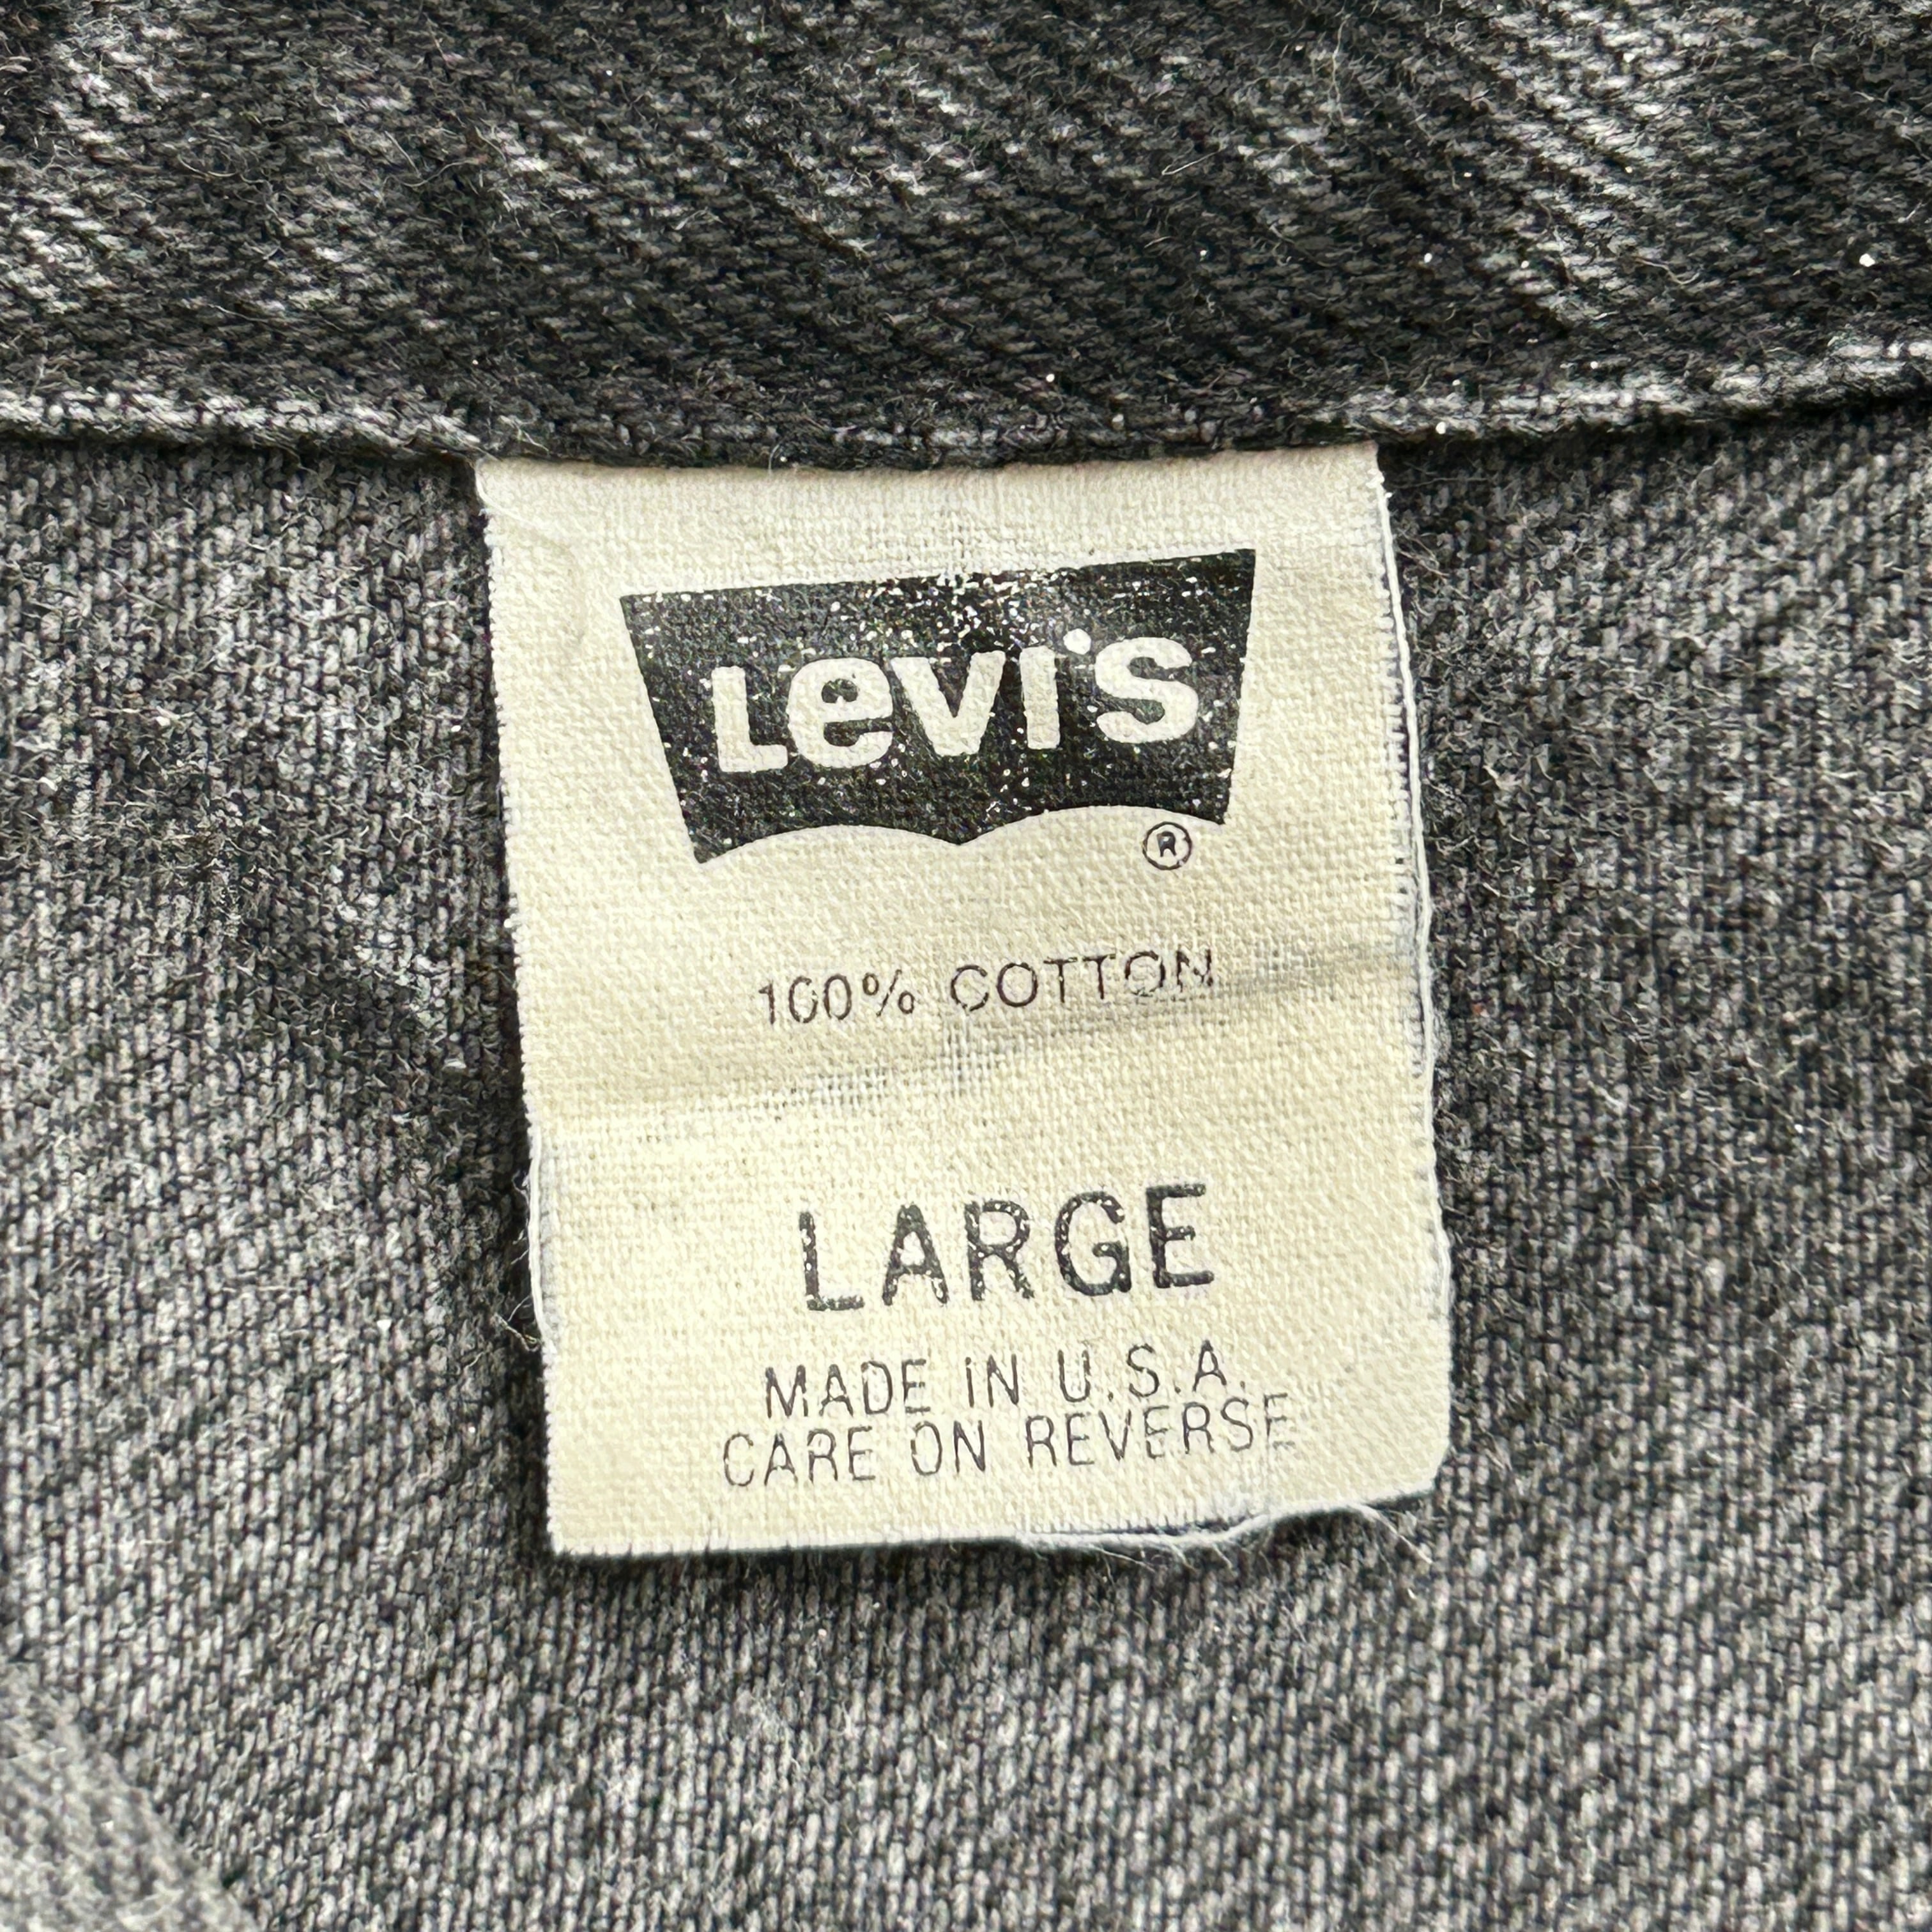 Levi's
®
100% COTTON
LARGE
MADE IN U.S.A.
CARE ON REVERSE